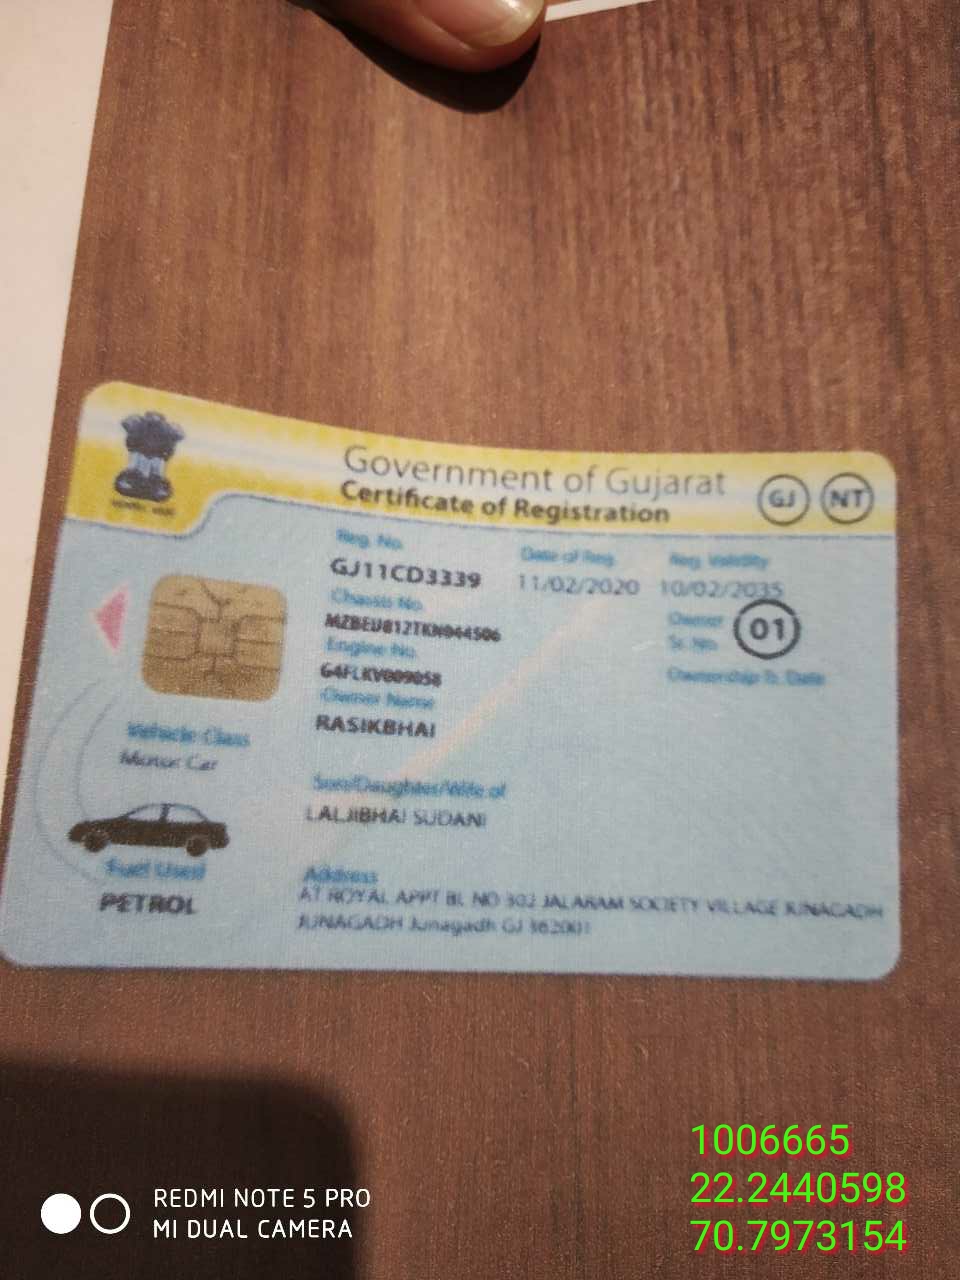 Government of Gujarat
Certificate of Registration
GJ NT
Reg. No. Date of Reg. Reg. Validity
GJ11CD3339 11/02/2020 10/02/2035
Chassis No.
MZBEU812TKN044506
Owner Sr. No. 01
Engine No.
G4FLKV009058
Ownership Tr. Date
Owner Name
RASIKBHAI
Vehicle Class
Motor Car
Son/Daughter/Wife of
LALJIBHAI SUDANI
Fuel Used
PETROL
Address
AT ROYAL APPT BL NO 302 JALARAM SOCIETY VILLAGE JUNAGADH
JUNAGADH Junagadh GJ 362001
1006665
22.2440598
70.7973154
REDMI NOTE 5 PRO
MI DUAL CAMERA